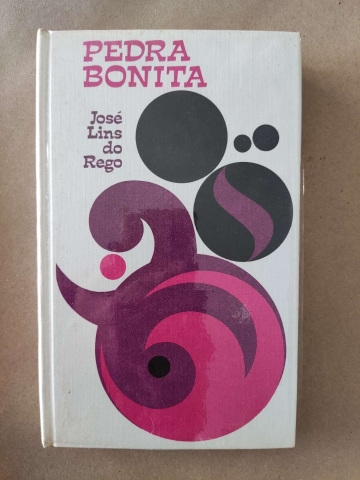 PEDRA
BONITA
José
Lins
do
Rego